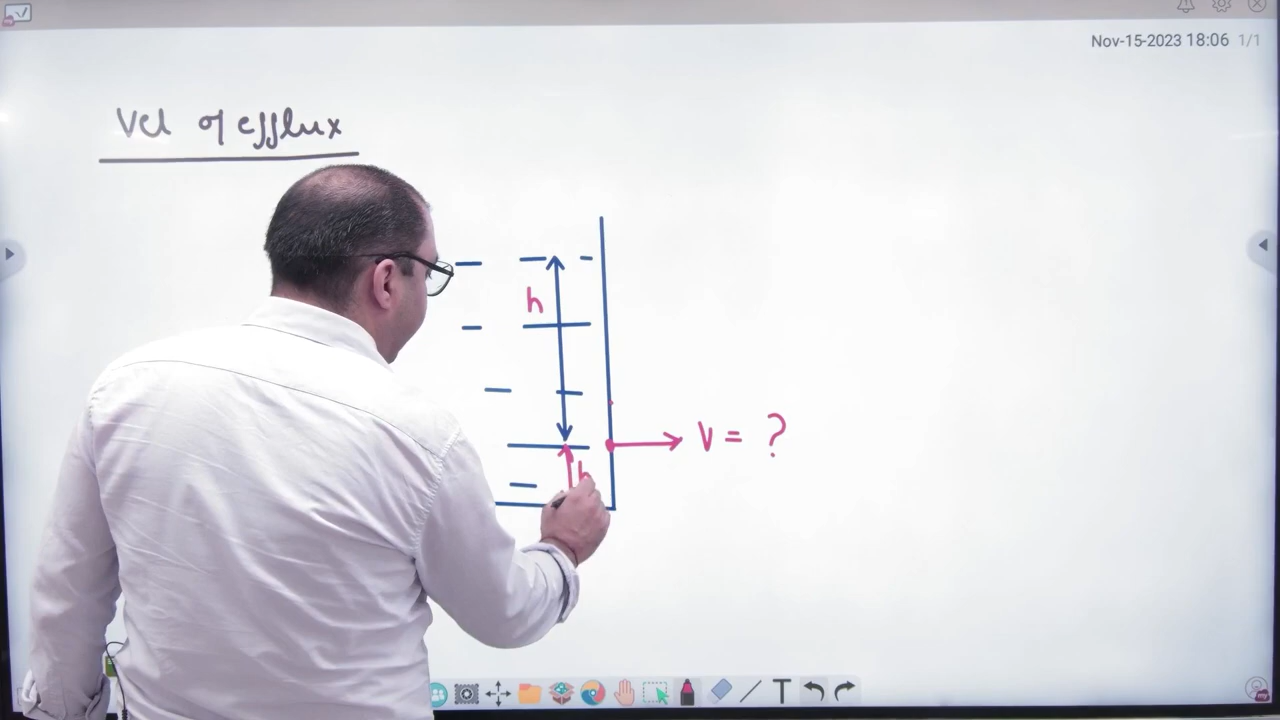 Nov-15-2023 18:06 1/1
Vel of efflux
h
V = ?
h
T